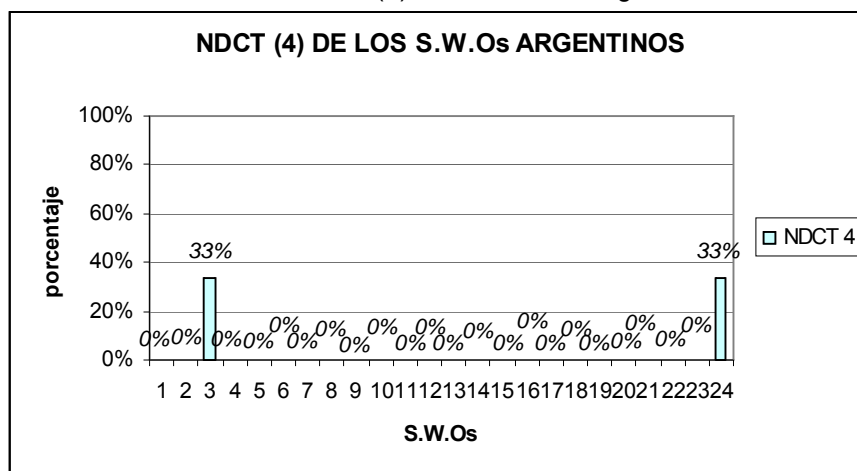 NDCT (4) DE LOS S.W.Os ARGENTINOS
100%
80%
60%
40%
20%
0%
porcentaje
33%
33%
0% 0% 0% 0% 0% 0% 0% 0% 0% 0% 0% 0% 0% 0% 0% 0% 0% 0% 0% 0% 0% 0%
1 2 3 4 5 6 7 8 9 10 11 12 13 14 15 16 17 18 19 20 21 22 23 24
S.W.Os
NDCT 4